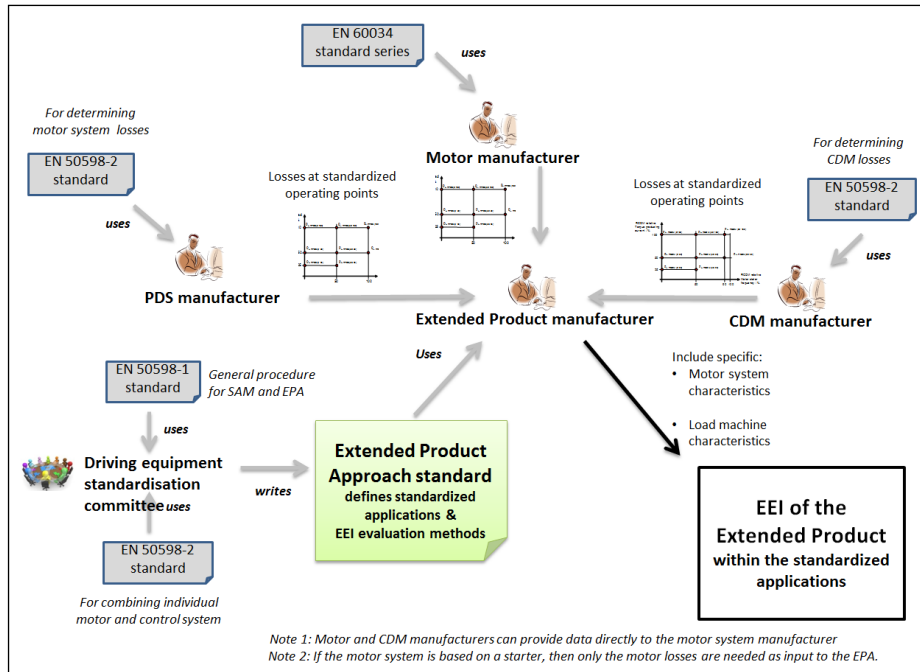 EN 60034
standard series
uses
For determining
motor system losses
EN 50598-2
standard
uses
Motor manufacturer
For determining
CDM losses
EN 50598-2
standard
uses
Losses at standardized
operating points
Losses at standardized
operating points
PDS manufacturer
Extended Product manufacturer
CDM manufacturer
Uses
EN 50598-1
standard
General procedure
for SAM and EPA
uses
Include specific:
• Motor system
characteristics
• Load machine
characteristics
Driving equipment
standardisation
committee
uses
writes
Extended Product
Approach standard
defines standardized
applications &
EEI evaluation methods
EN 50598-2
standard
For combining individual
motor and control system
EEI of the
Extended Product
within the standardized
applications
Note 1: Motor and CDM manufacturers can provide data directly to the motor system manufacturer
Note 2: If the motor system is based on a starter, then only the motor losses are needed as input to the EPA.